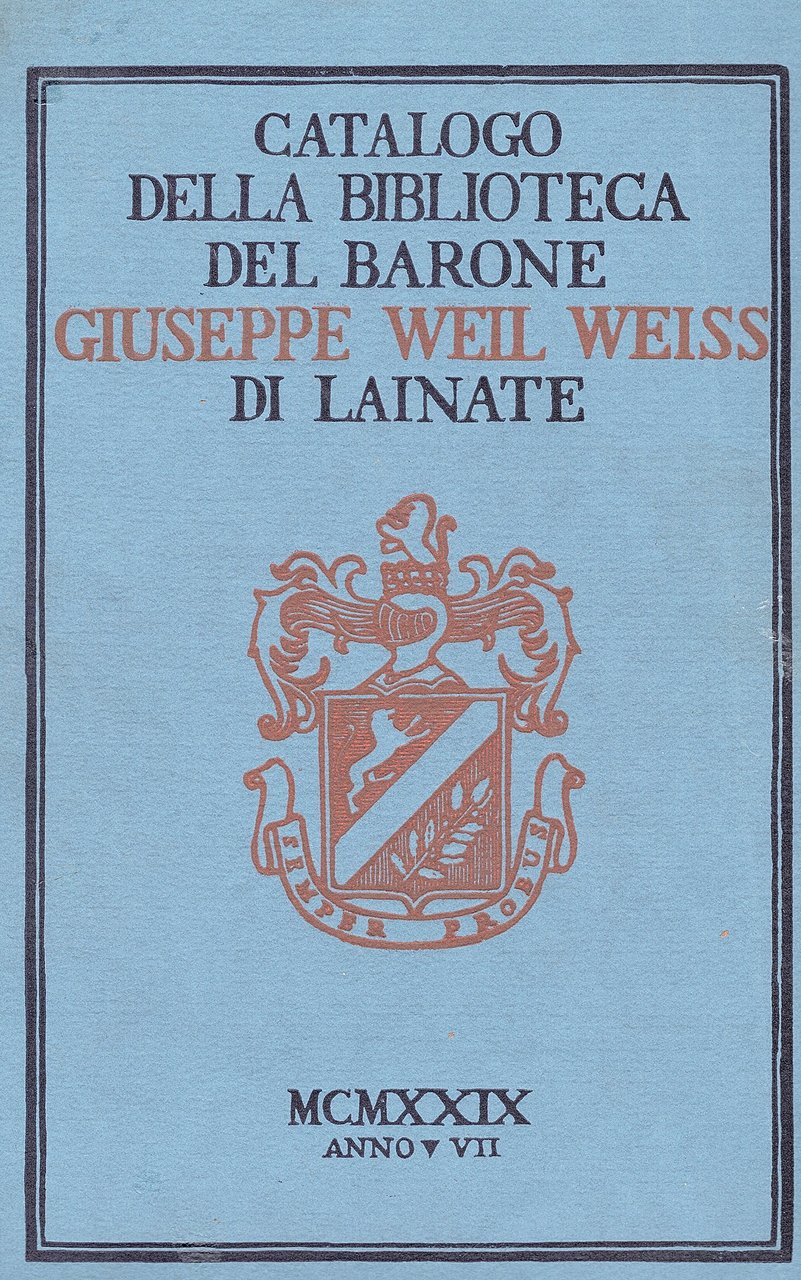 CATALOGO
DELLA BIBLIOTECA
DEL BARONE
GIUSEPPE WEIL WEISS
DI LAINATE
SEMPER PROBUS
MCMXXIX
ANNO ▾ VII